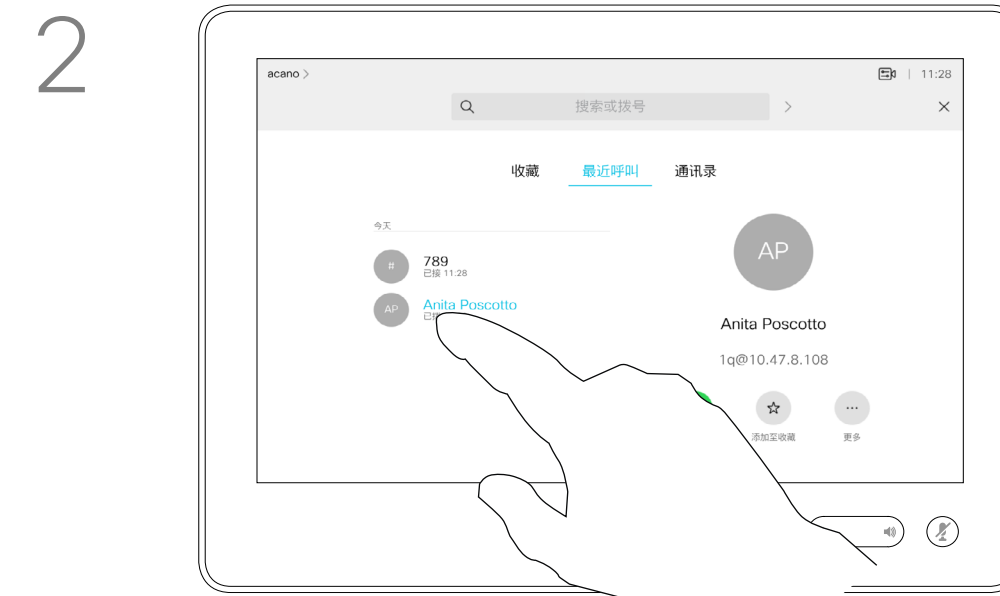 2
acano >
11:28
搜索或拨号
收藏 最近呼叫 通讯录
今天
#
789
已接 11:28
AP
Anita Poscotto
AP
Anita Poscotto
1q@10.47.8.108
添加至收藏
更多